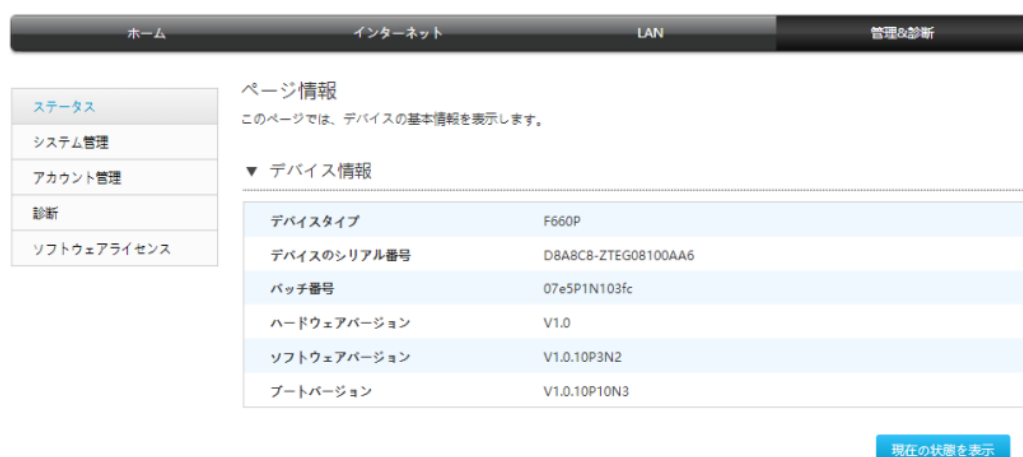 ホーム インターネット LAN 管理&診断
ステータス
システム管理
アカウント管理
診断
ソフトウェアライセンス
ページ情報
このページでは、デバイスの基本情報を表示します。
▼ デバイス情報
デバイスタイプ F660P
デバイスのシリアル番号 D8A8C8-ZTEG08100AA6
バッチ番号 07e5P1N103fc
ハードウェアバージョン V1.0
ソフトウェアバージョン V1.0.10P3N2
ブートバージョン V1.0.10P10N3
現在の状態を表示